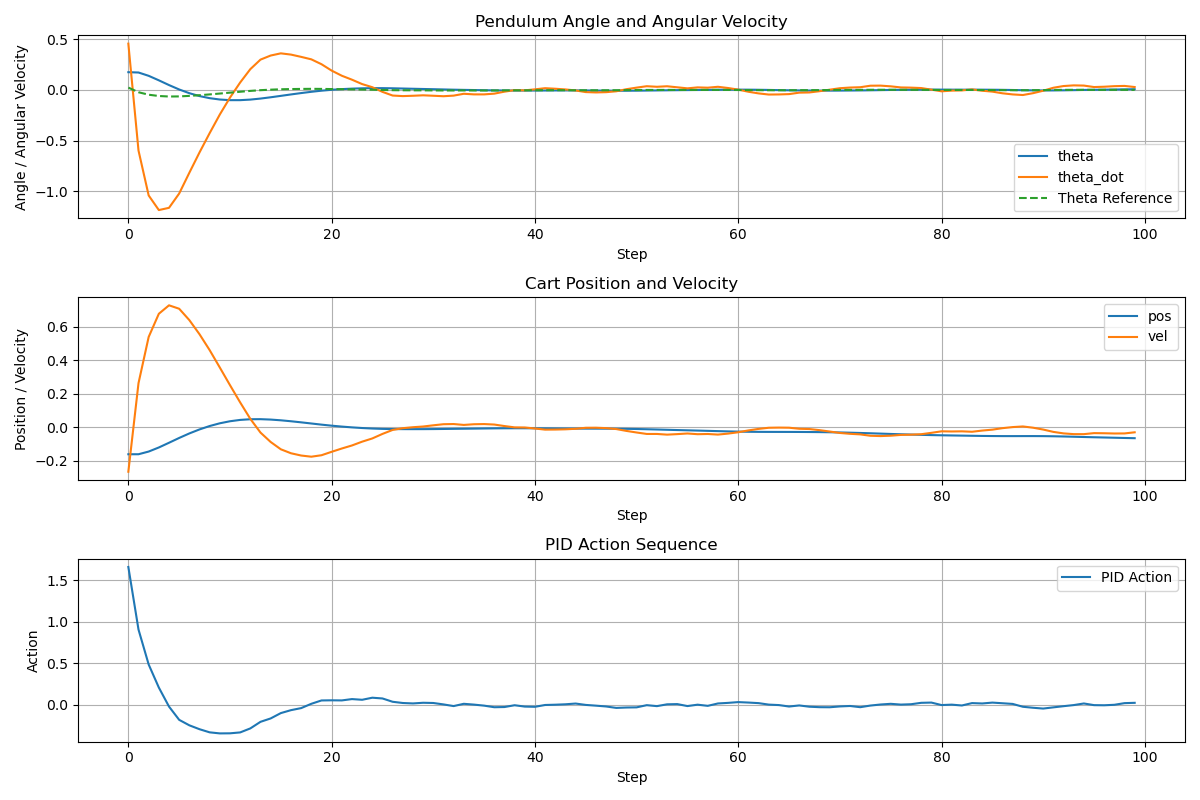 Pendulum Angle and Angular Velocity
Angle / Angular Velocity
0.5
0.0
−0.5
−1.0
theta
theta_dot
Theta Reference
0 20 40 60 80 100
Step
Cart Position and Velocity
Position / Velocity
0.6
0.4
0.2
0.0
−0.2
pos
vel
0 20 40 60 80 100
Step
PID Action Sequence
Action
1.5
1.0
0.5
0.0
PID Action
0 20 40 60 80 100
Step